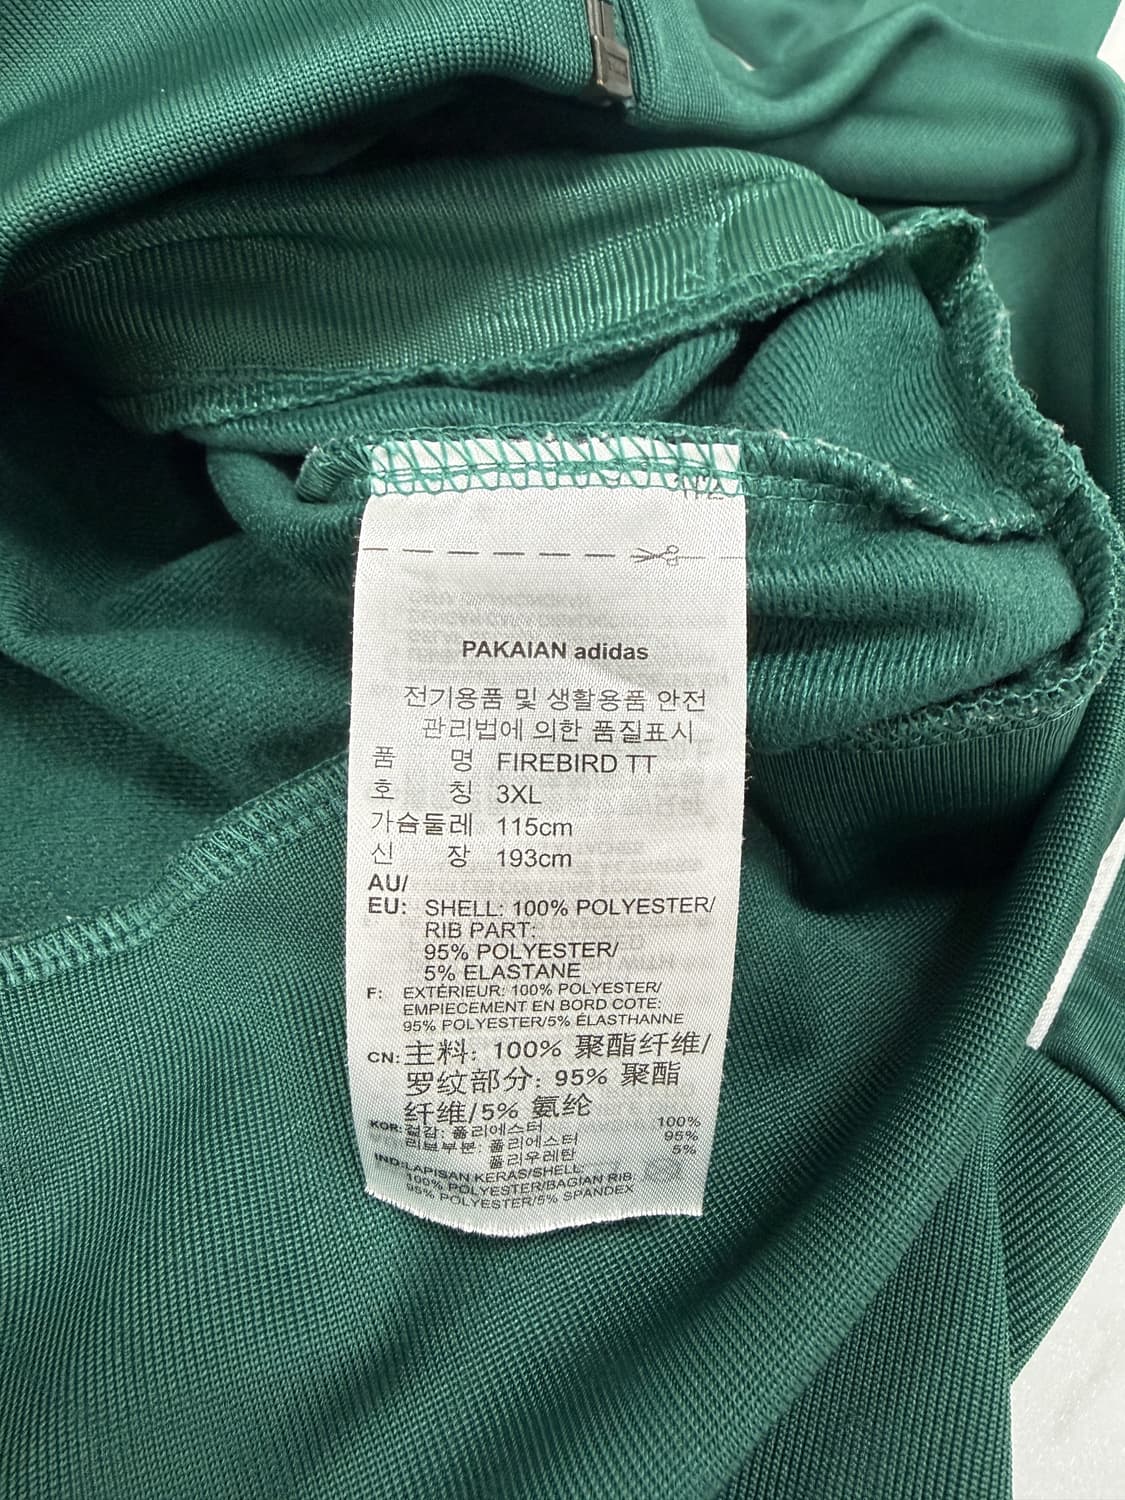 PAKAIAN adidas
전기용품 및 생활용품 안전
관리법에 의한 품질표시
품 명 FIREBIRD TT
호 칭 3XL
가슴둘레 115cm
신 장 193cm
AU/
EU: SHELL: 100% POLYESTER/
RIB PART:
95% POLYESTER/
5% ELASTANE
F: EXTÉRIEUR: 100% POLYESTER/
EMPIECEMENT EN BORD COTE:
95% POLYESTER/5% ÉLASTHANNE
CN: 主料: 100% 聚酯纤维/
罗纹部分: 95% 聚酯
纤维/5% 氨纶
KOR: 겉감: 폴리에스터 100%
리브부분: 폴리에스터 95%
폴리우레탄 5%
IND: LAPISAN KERAS/SHELL:
100% POLYESTER/BAGIAN RIB
95% POLYESTER/5% SPANDEX